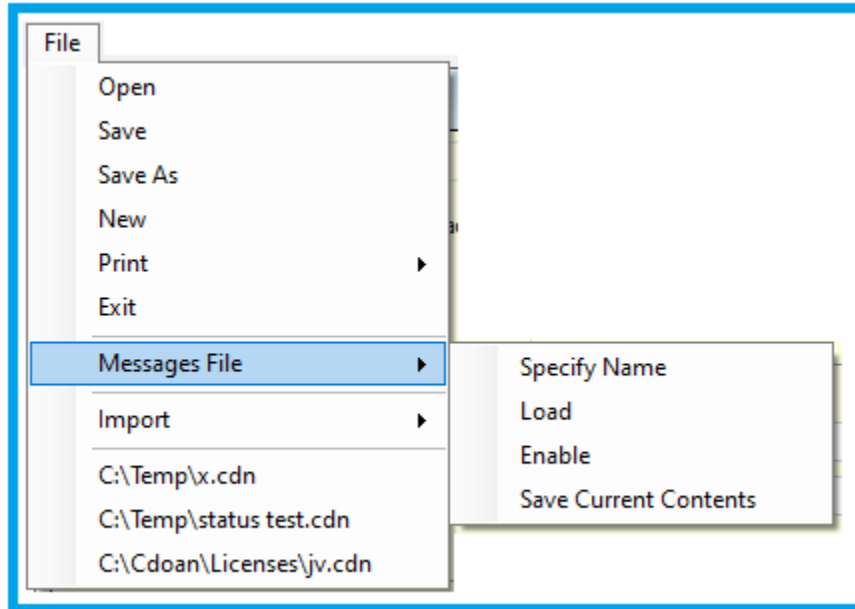 File
Open
Save
Save As
New
Print
Exit
Messages File
Import
C:\Temp\x.cdn
C:\Temp\status test.cdn
C:\Cdoan\Licenses\jv.cdn
Specify Name
Load
Enable
Save Current Contents